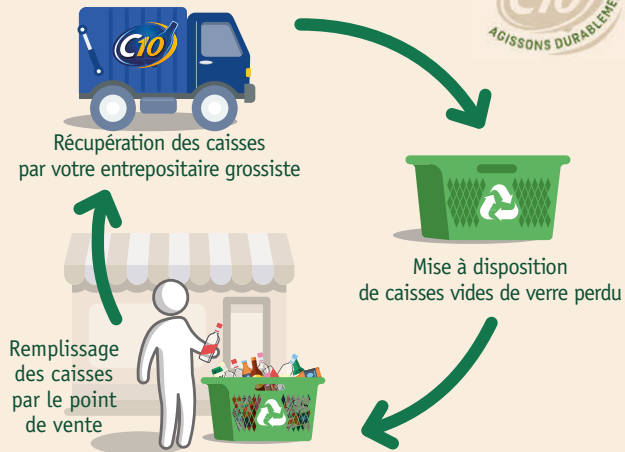 C10
C10
AGISSONS DURABLEME
Récupération des caisses
par votre entrepositaire grossiste
Mise à disposition
de caisses vides de verre perdu
Remplissage
des caisses
par le point
de vente